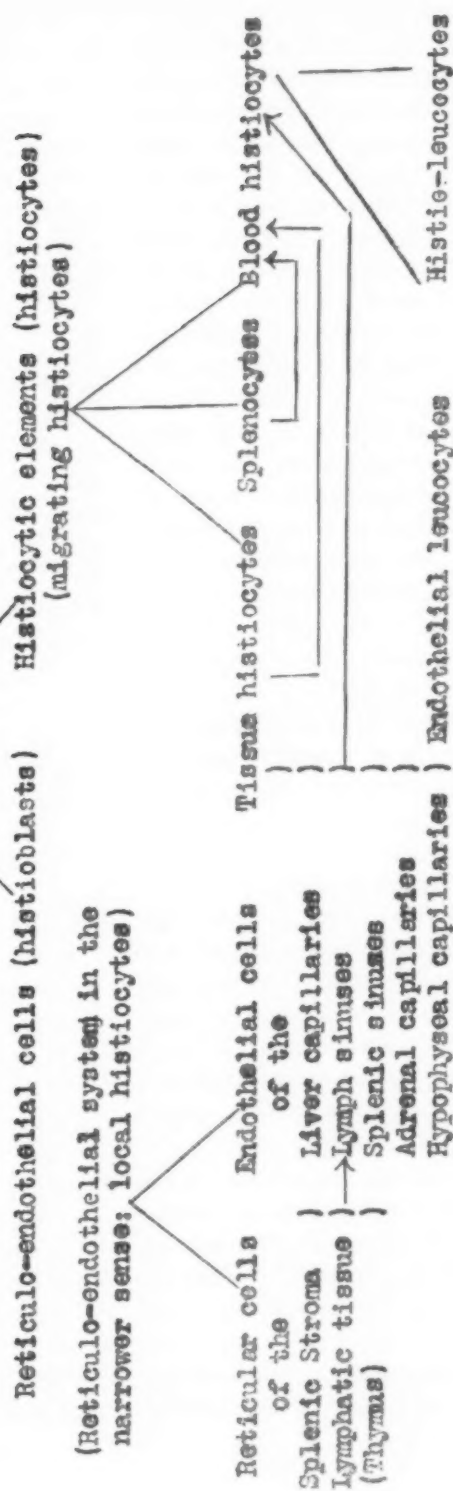 Reticulo-endothelial cells (histioblasts)
(Reticulo-endothelial system in the
narrower sense; local histiocytes)
Histiocytic elements (histiocytes)
(migrating histiocytes)
Reticular cells
of the
Splenic Stroma )
Lymphatic tissue )
(Thymus) )
Endothelial cells
of the
Liver capillaries )
Lymph sinuses )
Splenic sinuses )
Adrenal capillaries )
Hypophyseal capillaries )
Tissue histiocytes
Splenocytes
Blood histiocytes
Endothelial leucocytes
Histie-leucocytes